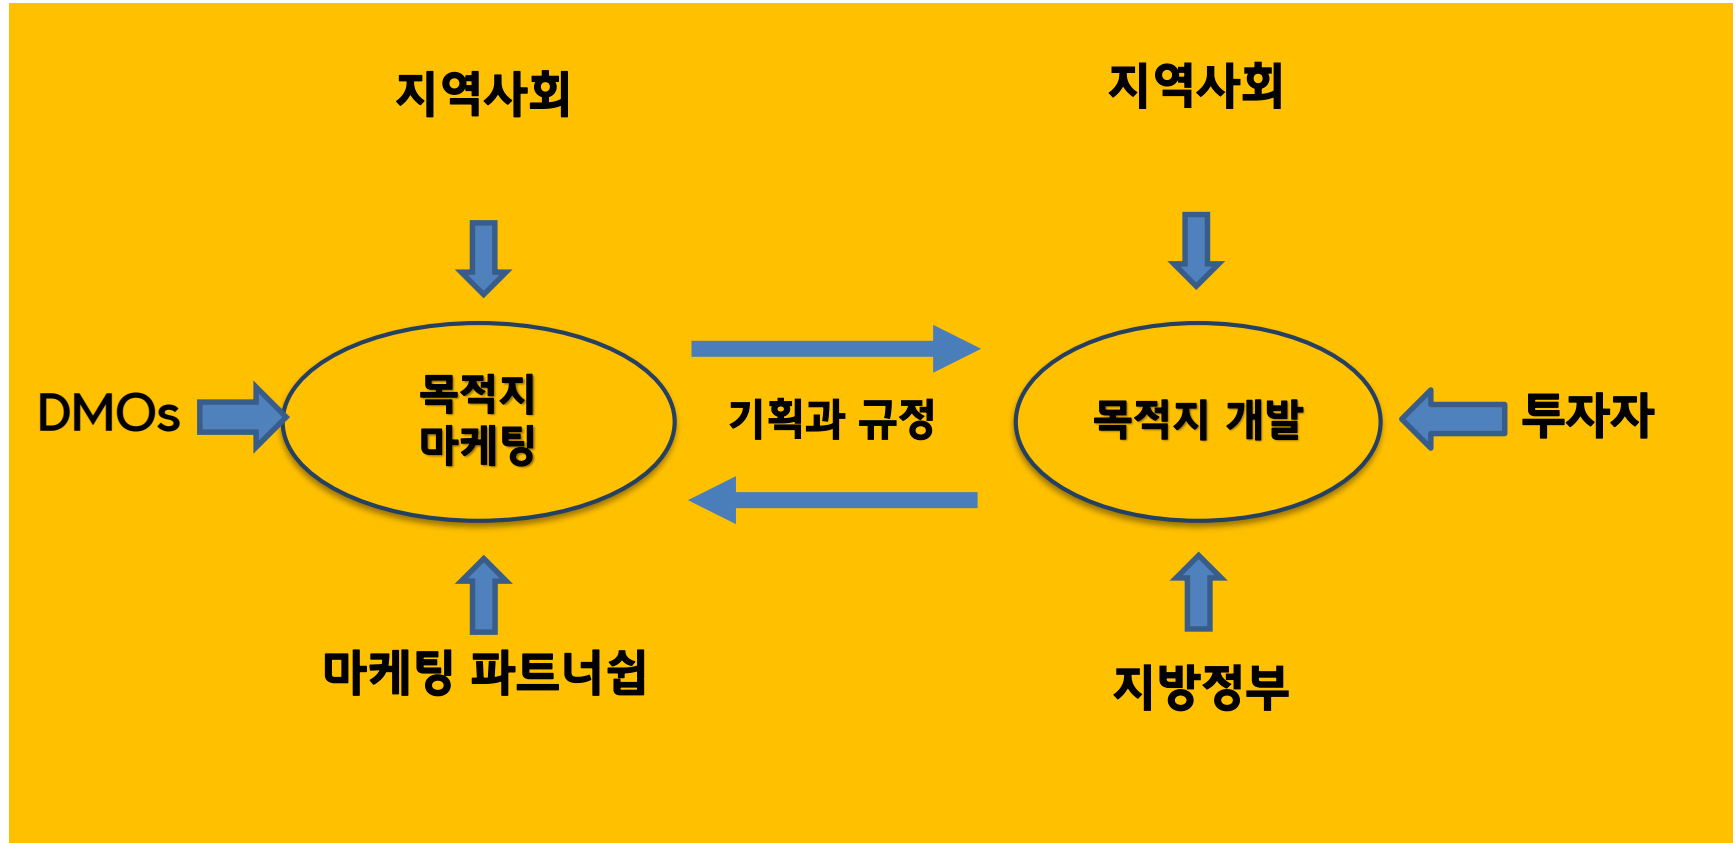 지역사회
지역사회
DMOs
목적지
마케팅
기획과 규정
목적지 개발
투자자
마케팅 파트너쉽
지방정부